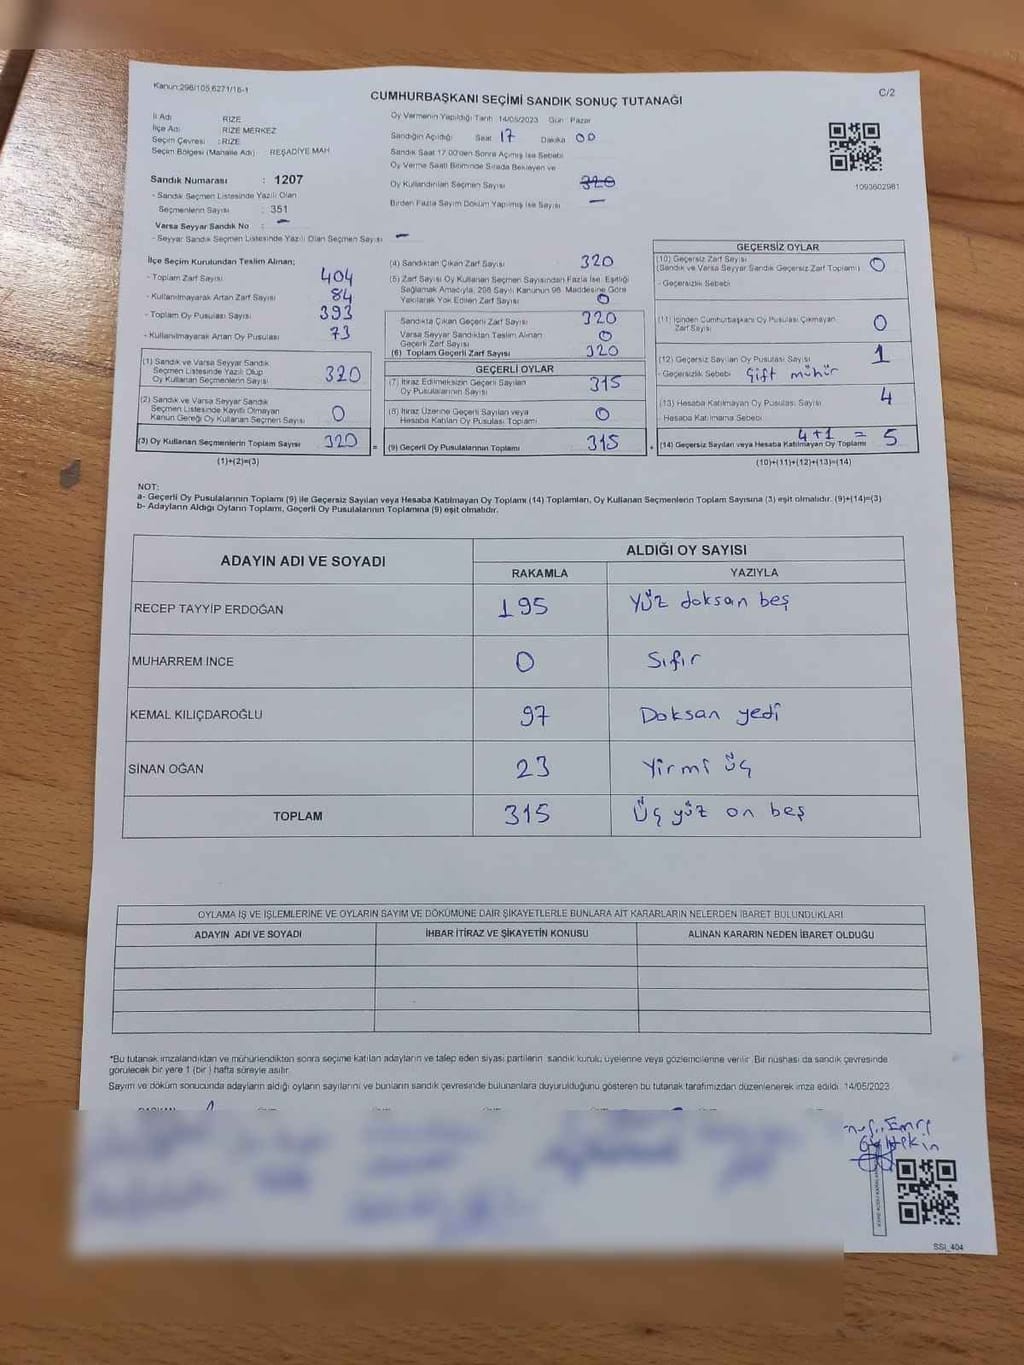 Kanun:298/105,6271/16-1
C/2
CUMHURBAŞKANI SEÇİMİ SANDIK SONUÇ TUTANAĞI
İl Adı : RİZE
İlçe Adı : RİZE MERKEZ
Seçim Çevresi : RİZE
Seçim Bölgesi (Mahalle Adı) : REŞADİYE MAH
Sandık Numarası : 1207
- Sandık Seçmen Listesinde Yazılı Olan
Seçmenlerin Sayısı : 351
Varsa Seyyar Sandık No : -
- Seyyar Sandık Seçmen Listesinde Yazılı Olan Seçmen Sayısı -
Oy Vermenin Yapıldığı Tarih 14/05/2023 Gün Pazar
Sandığın Açıldığı Saat 17 Dakika 00
Sandık Saat 17.00'den Sonra Açılmış İse Sebebi
Oy Verme Saati Bitiminde Sırada Bekleyen ve
Oy Kullandırılan Seçmen Sayısı 320
Birden Fazla Sayım Döküm Yapılmış İse Sayısı -
1093602981
İlçe Seçim Kurulundan Teslim Alınan;
- Toplam Zarf Sayısı 404
- Kullanılmayarak Artan Zarf Sayısı 84
- Toplam Oy Pusulası Sayısı 393
- Kullanılmayarak Artan Oy Pusulası 73
(1) Sandık ve Varsa Seyyar Sandık
Seçmen Listesinde Yazılı Olup
Oy Kullanan Seçmenlerin Sayısı 320
(2) Sandık ve Varsa Seyyar Sandık
Seçmen Listesinde Kayıtlı Olmayan
Kanun Gereği Oy Kullanan Seçmen Sayısı 0
(3) Oy Kullanan Seçmenlerin Toplam Sayısı 320 =
(1)+(2)=(3)
(4) Sandıktan Çıkan Zarf Sayısı 320
(5) Zarf Sayısı Oy Kullanan Seçmen Sayısından Fazla İse, Eşitliği
Sağlamak Amacıyla, 298 Sayılı Kanunun 98. Maddesine Göre
Yakılarak Yok Edilen Zarf Sayısı 0
Sandıkta Çıkan Geçerli Zarf Sayısı 320
Varsa Seyyar Sandıktan Teslim Alınan
Geçerli Zarf Sayısı 0
(6) Toplam Geçerli Zarf Sayısı 320
GEÇERLİ OYLAR
(7) İtiraz Edilmeksizin Geçerli Sayılan
Oy Pusulalarının Sayısı 315
(8) İtiraz Üzerine Geçerli Sayılan veya
Hesaba Katılan Oy Pusulaları Toplamı 0
(9) Geçerli Oy Pusulalarının Toplamı 315 +
GEÇERSİZ OYLAR
(10) Geçersiz Zarf Sayısı
(Sandık ve Varsa Seyyar Sandık Geçersiz Zarf Toplamı) 0
- Geçersizlik Sebebi
(11) İçinden Cumhurbaşkanı Oy Pusulası Çıkmayan
Zarf Sayısı 0
(12) Geçersiz Sayılan Oy Pusulası Sayısı 1
- Geçersizlik Sebebi Çift mühür
(13) Hesaba Katılmayan Oy Pusulası Sayısı 4
Hesaba Katılmama Sebebi
(14) Geçersiz Sayılan veya Hesaba Katılmayan Oy Toplamı 4+1 = 5
(10)+(11)+(12)+(13)=(14)
NOT:
a- Geçerli Oy Pusulalarının Toplamı (9) ile Geçersiz Sayılan veya Hesaba Katılmayan Oy Toplamı (14) Toplamları, Oy Kullanan Seçmenlerin Toplam Sayısına (3) eşit olmalıdır. (9)+(14)=(3)
b- Adayların Aldığı Oyların Toplamı, Geçerli Oy Pusulalarının Toplamına (9) eşit olmalıdır.
ADAYIN ADI VE SOYADI ALDIĞI OY SAYISI
RAKAMLA YAZIYLA
RECEP TAYYİP ERDOĞAN 195 Yüz doksan beş
MUHARREM İNCE 0 Sıfır
KEMAL KILIÇDAROĞLU 97 Doksan yedi
SİNAN OĞAN 23 Yirmi üç
TOPLAM 315 Üç yüz on beş
OYLAMA İŞ VE İŞLEMLERİNE VE OYLARIN SAYIM VE DÖKÜMÜNE DAİR ŞİKAYETLERLE BUNLARA AİT KARARLARIN NELERDEN İBARET BULUNDUKLARI
ADAYIN ADI VE SOYADI İHBAR İTİRAZ VE ŞİKAYETİN KONUSU ALINAN KARARIN NEDEN İBARET OLDUĞU
*Bu tutanak imzalandıktan ve mühürlendikten sonra seçime katılan adayların ve talep eden siyasi partilerin sandık kurulu üyelerine veya gözlemcilerine verilir. Bir nüshası da sandık çevresinde
görülecek bir yere 1 (bir) hafta süreyle asılır.
Sayım ve döküm sonucunda adayların aldığı oyların sayılarını ve bunların sandık çevresinde bulunanlara duyurulduğunu gösteren bu tutanak tarafımızdan düzenlenerek imza edildi. 14/05/2023
Emre
SSI_404